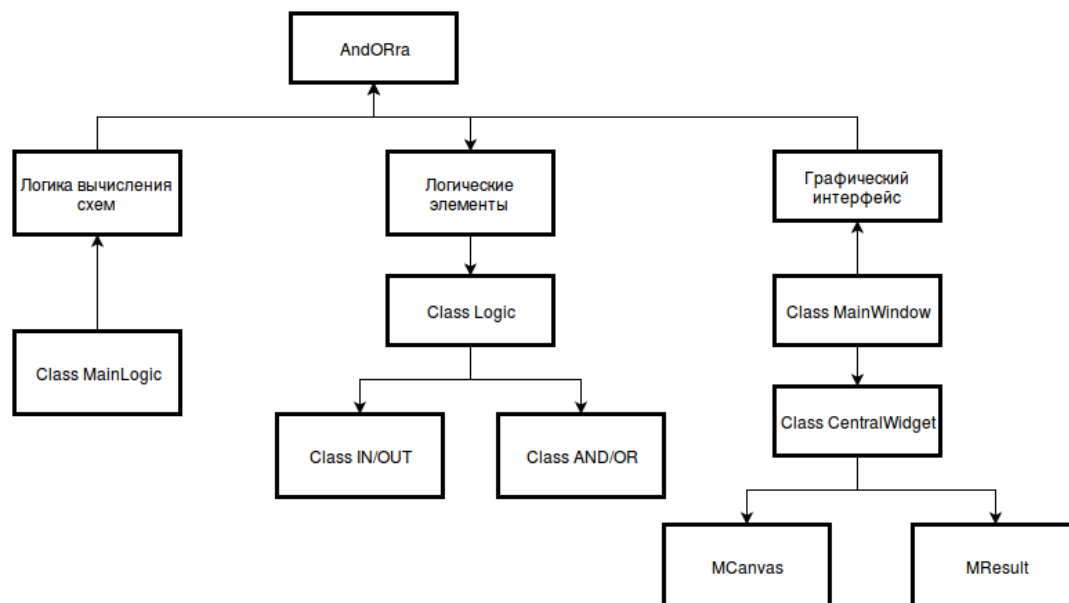 AndORra
Логика вычисления
схем
Логические
элементы
Графический
интерфейс
Class Logic
Class MainWindow
Class MainLogic
Class CentralWidget
Class IN/OUT
Class AND/OR
MCanvas
MResult